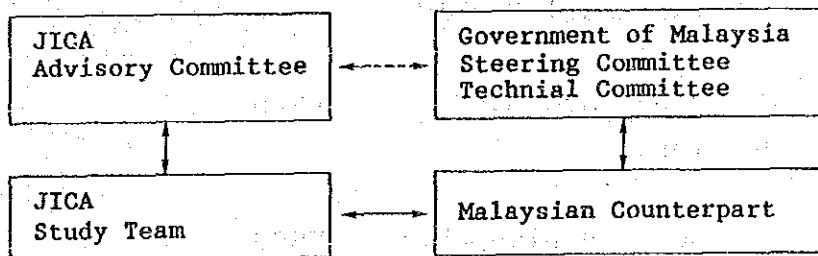 JICA
Advisory Committee
Government of Malaysia
Steering Committee
Technial Committee
JICA
Study Team
Malaysian Counterpart